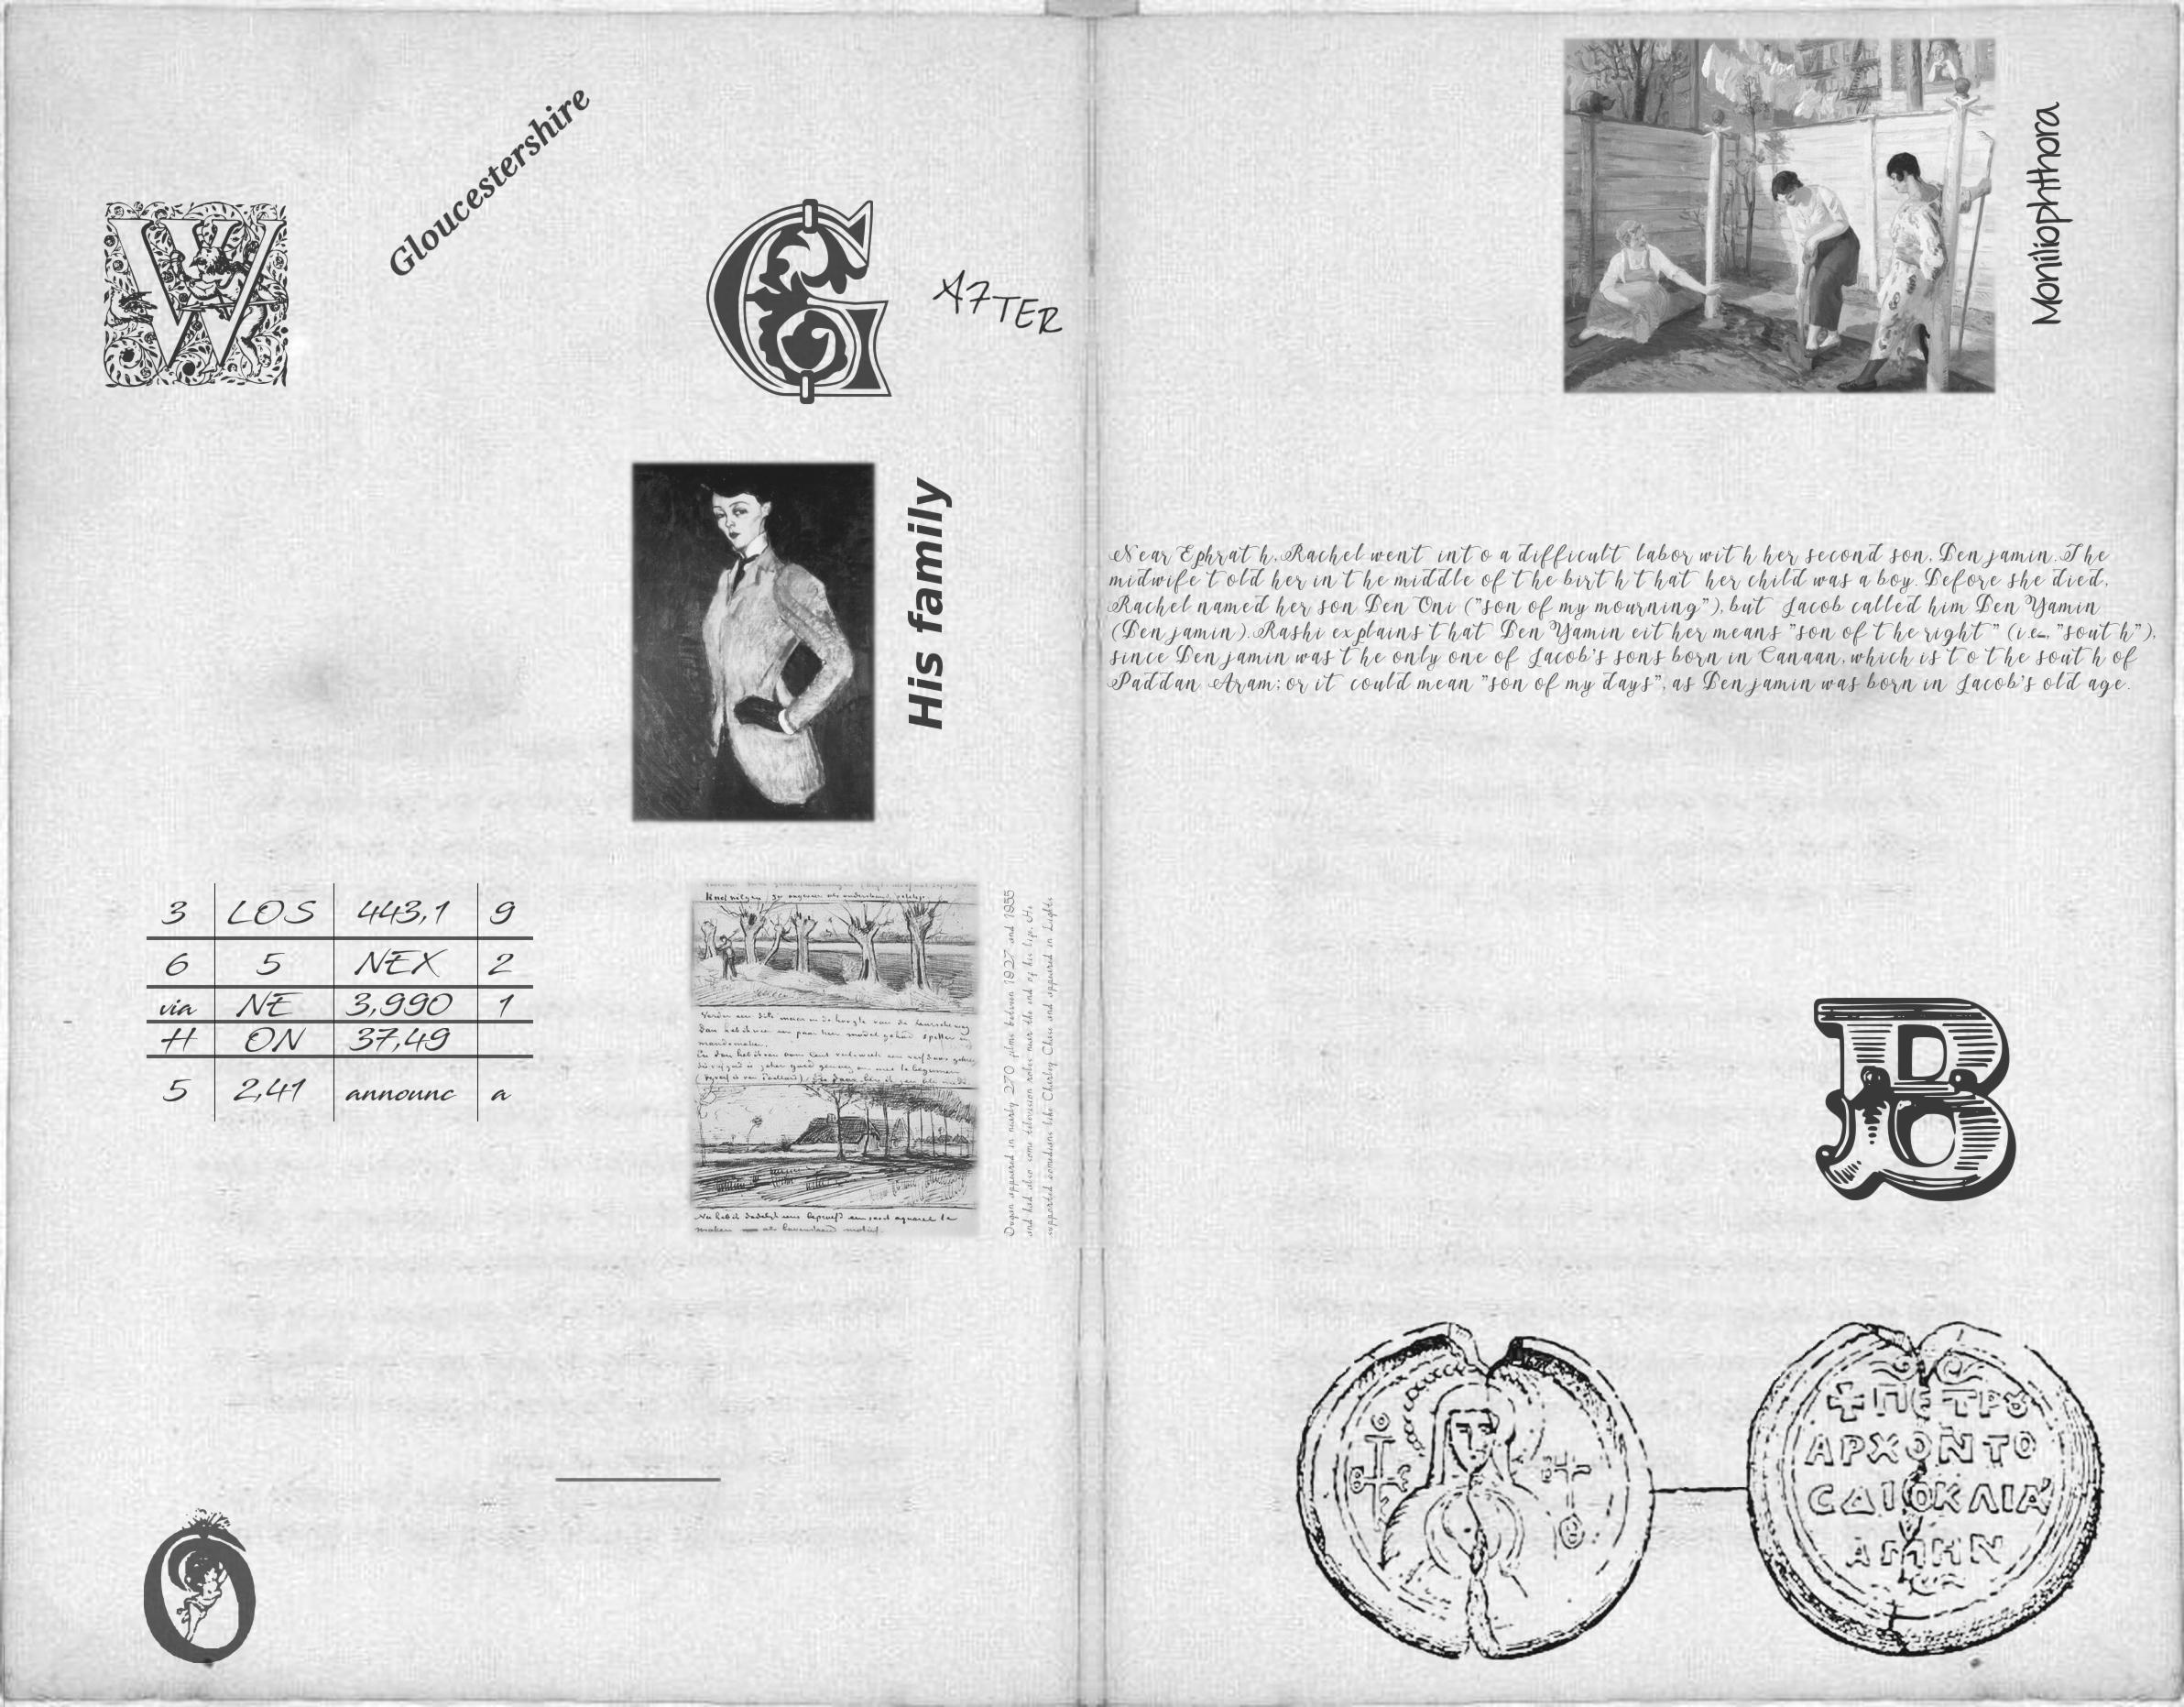 W
Gloucestershire
G
AFTER
His family
3 LOS 443,1 9
6 5 NEX 2
via NE 3,990 1
H ON 37,49
5 2,41 announc a
Dugan appeared in nearly 270 films between 1927 and 1955
and had also some television roles near the end of his life. He
supported comedians like Charley Chase and appeared in Lights
O
Moniliophthora
Near Ephrath, Rachel went into a difficult labor with her second son, Benjamin. The
midwife told her in the middle of the birth that her child was a boy. Before she died,
Rachel named her son Ben Oni ("son of my mourning"), but Jacob called him Ben Yamin
(Benjamin). Rashi explains that Ben Yamin either means "son of the right" (i.e., "south"),
since Benjamin was the only one of Jacob's sons born in Canaan, which is to the south of
Paddan Aram; or it could mean "son of my days", as Benjamin was born in Jacob's old age.
B
✚ΠΕΤΡȣ
ΑΡΧΟΝΤΟ
CΔΙΟΚΛΙΑ
ΑΜΗΝ